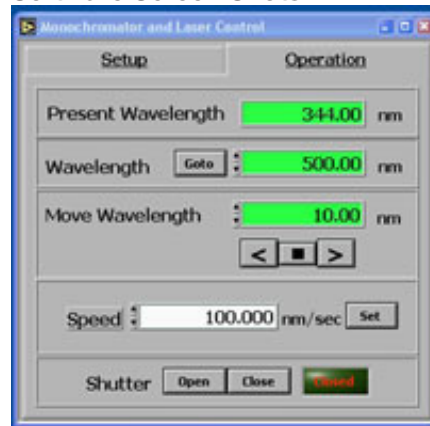 Monochromator and Laser Control
Setup Operation
Present Wavelength 344.00 nm
Wavelength Goto 500.00 nm
Move Wavelength 10.00 nm
< ■ >
Speed 100.000 nm/sec Set
Shutter Open Close Closed